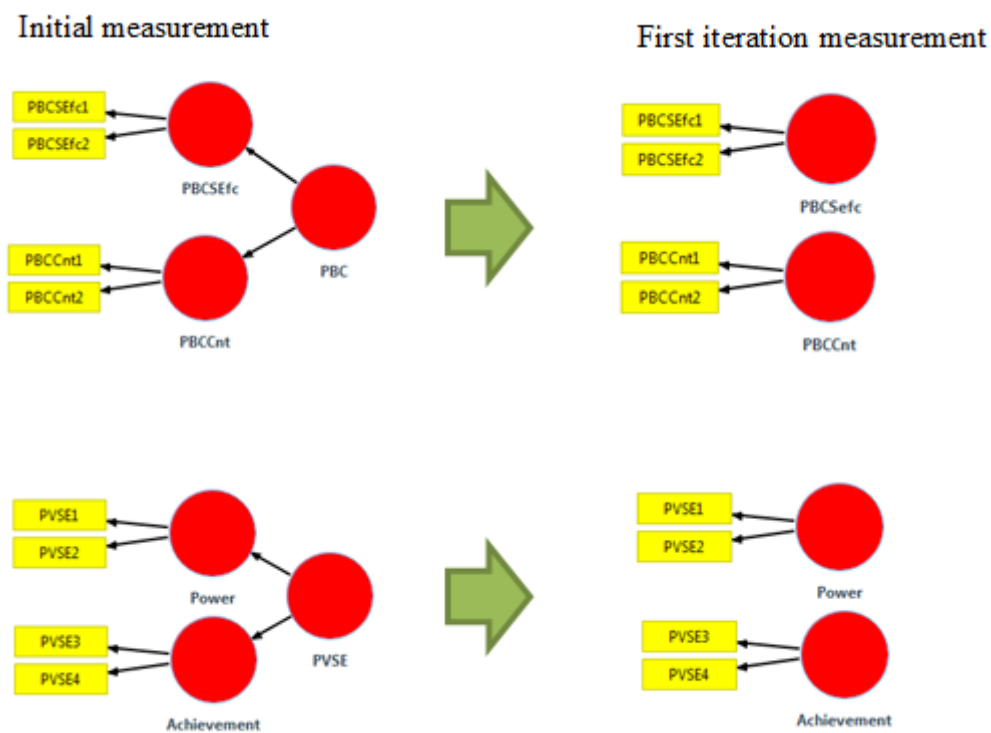 Initial measurement
First iteration measurement
PBCSEfc1
PBCSEfc2
PBCSEfc
PBCCnt1
PBCCnt2
PBCCnt
PBC
PBCSEfc1
PBCSEfc2
PBCSefc
PBCCnt1
PBCCnt2
PBCCnt
PVSE1
PVSE2
Power
PVSE3
PVSE4
Achievement
PVSE
PVSE1
PVSE2
Power
PVSE3
PVSE4
Achievement